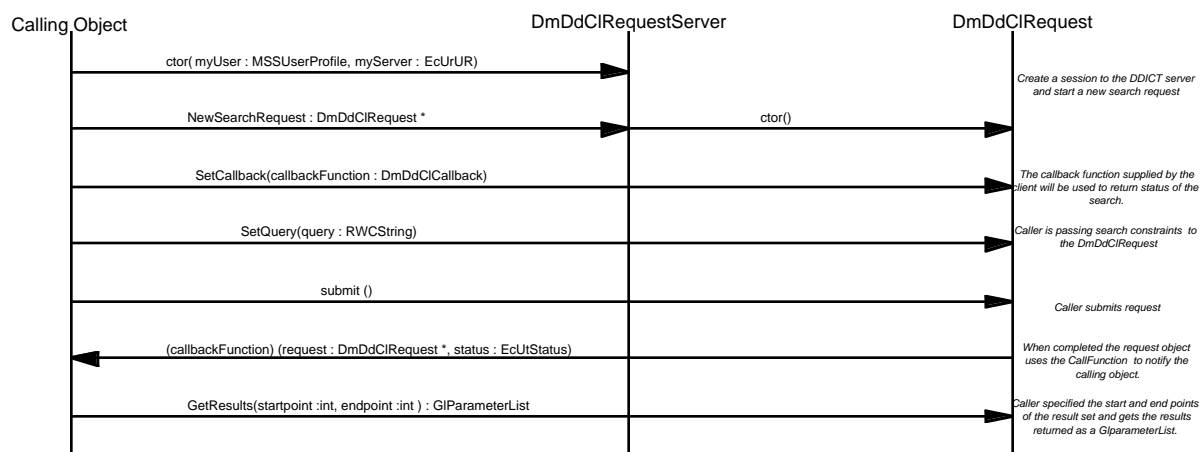 Calling Object
DmDdClRequestServer
DmDdClRequest
ctor( myUser : MSSUserProfile, myServer : EcUrUR)
Create a session to the DDICT server
and start a new search request
NewSearchRequest : DmDdClRequest *
ctor()
SetCallback(callbackFunction : DmDdClCallback)
The callback function supplied by the
client will be used to return status of the
search.
SetQuery(query : RWCString)
Caller is passing search constraints to
the DmDdClRequest
submit ()
Caller submits request
(callbackFunction) (request : DmDdClRequest *, status : EcUtStatus)
When completed the request object
uses the CallFunction to notify the
calling object.
GetResults(startpoint :int, endpoint :int ) : GlParameterList
Caller specified the start and end points
of the result set and gets the results
returned as a GlparameterList.